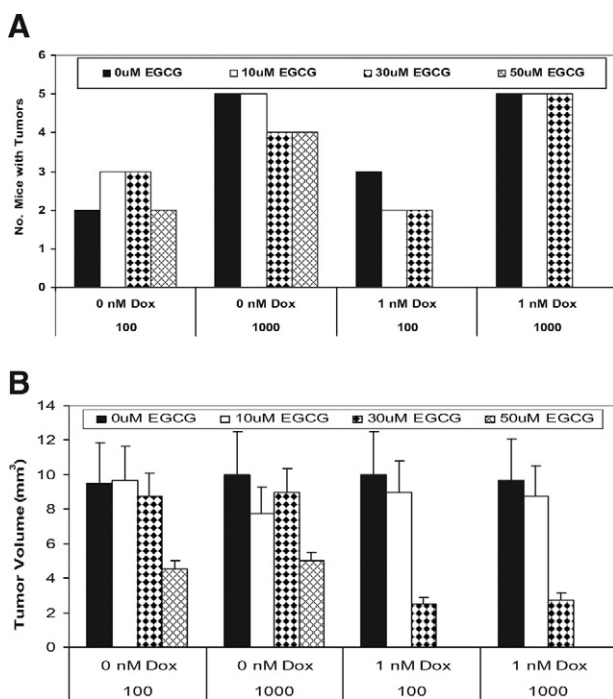 A
6
0uM EGCG 10uM EGCG 30uM EGCG 50uM EGCG
5
4
3
2
1
0
No. Mice with Tumors
0 nM Dox 0 nM Dox 1 nM Dox 1 nM Dox
100 1000 100 1000
B
14
0uM EGCG 10uM EGCG 30uM EGCG 50uM EGCG
12
10
8
6
4
2
0
Tumor Volume (mm³)
0 nM Dox 0 nM Dox 1 nM Dox 1 nM Dox
100 1000 100 1000